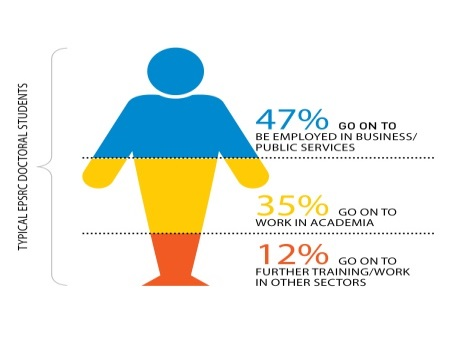 TYPICAL EPSRC DOCTORAL STUDENTS
47% GO ON TO
BE EMPLOYED IN BUSINESS/
PUBLIC SERVICES
35% GO ON TO
WORK IN ACADEMIA
12% GO ON TO
FURTHER TRAINING/WORK
IN OTHER SECTORS